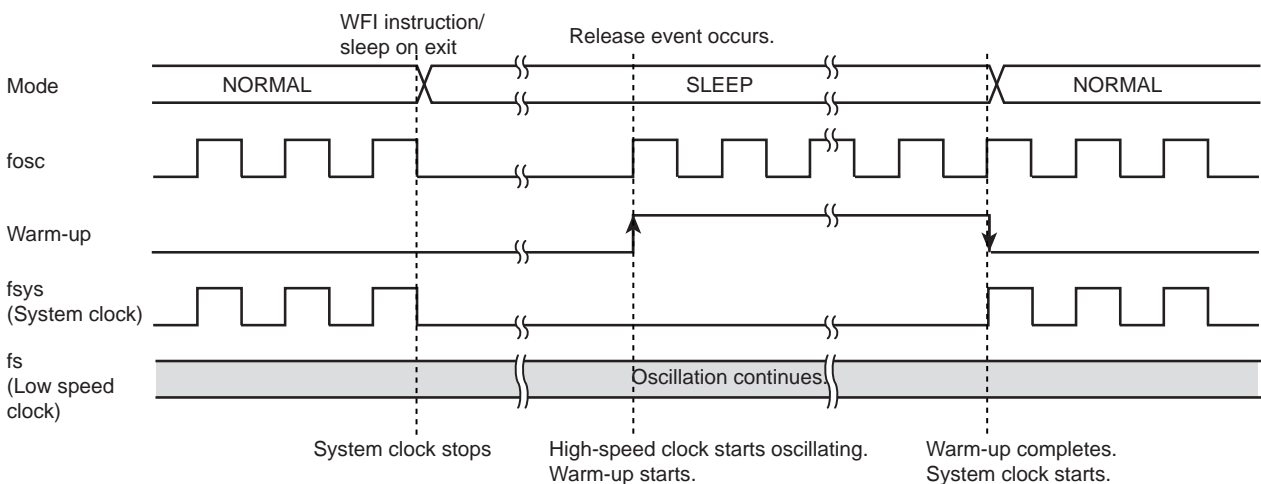 WFI instruction/
sleep on exit
Release event occurs.
Mode
NORMAL
SLEEP
NORMAL
fosc
Warm-up
fsys
(System clock)
fs
(Low speed
clock)
Oscillation continues.
System clock stops
High-speed clock starts oscillating.
Warm-up starts.
Warm-up completes.
System clock starts.